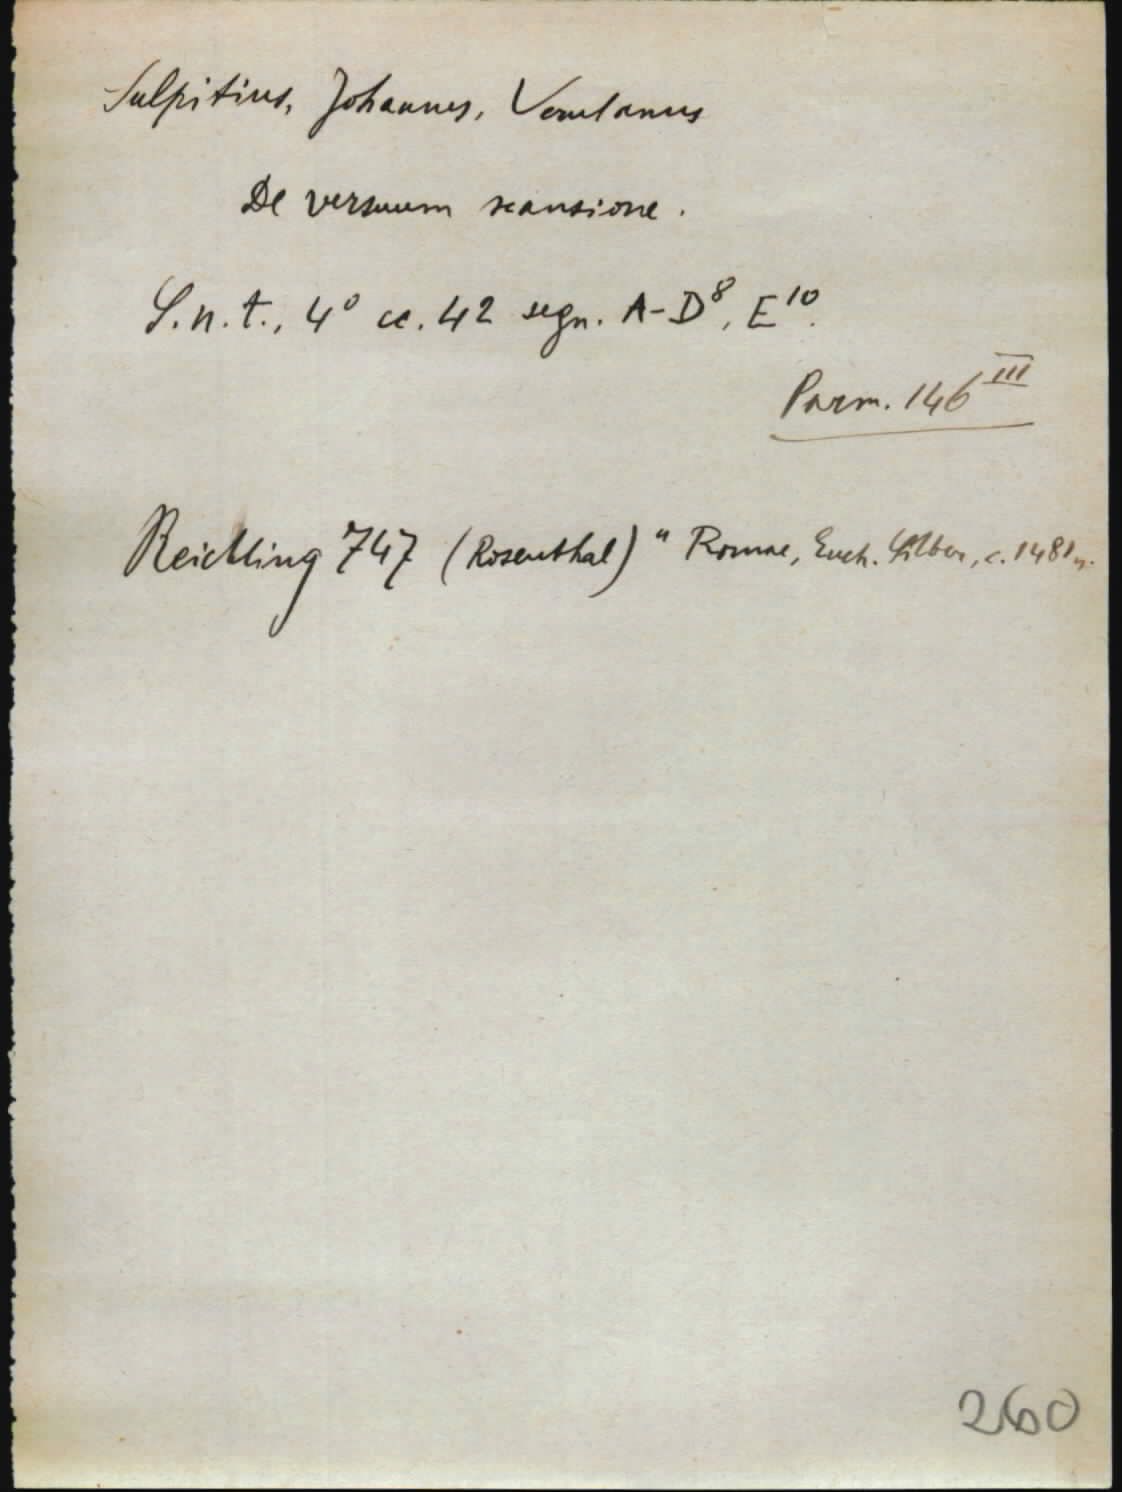 Sulpitius, Johannes, Verulanus
De versuum scansione.
S.n.t., 4° cc. 42 segn. A-D⁸, E¹⁰.
Parm. 146 III
Reichling 747 (Rosenthal) "Romae, Euch. Silber, c. 1481".
260